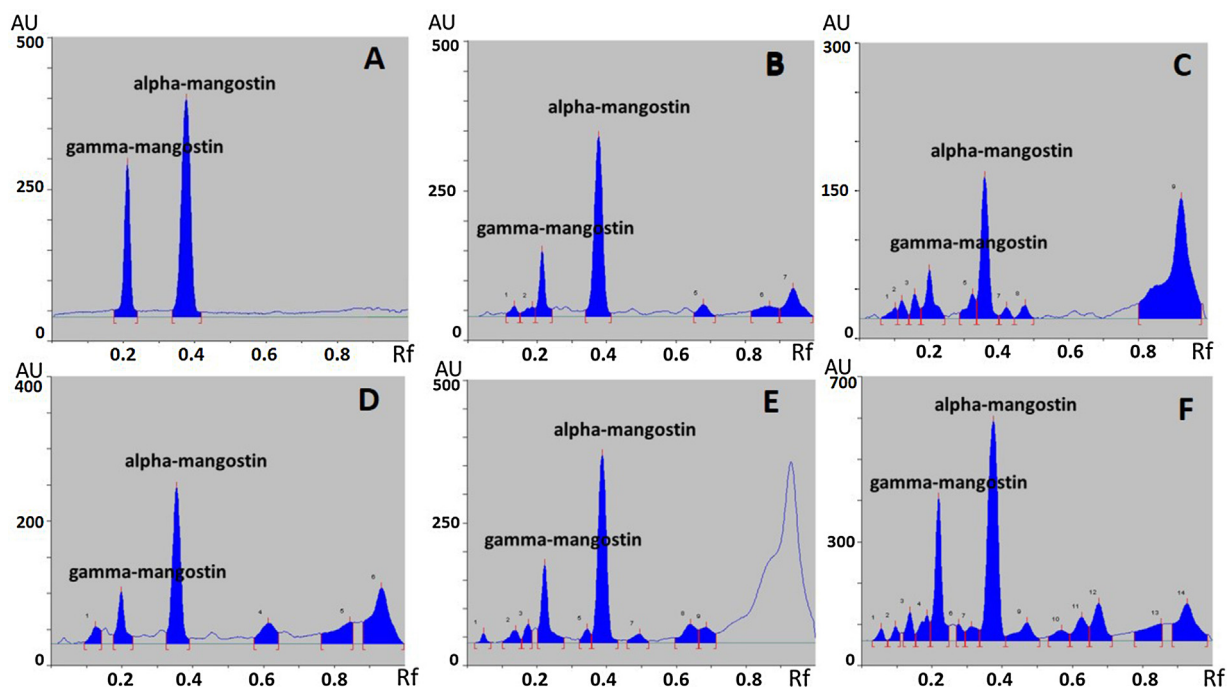 AU
500
A
alpha-mangostin
gamma-mangostin
250
0
0.2 0.4 0.6 0.8 Rf
AU
500
B
alpha-mangostin
250
gamma-mangostin
1 2 5 6 7
0
0.2 0.4 0.6 0.8 Rf
AU
300
C
alpha-mangostin
150
gamma-mangostin
1 2 3 5 7 8 9
0
0.2 0.4 0.6 0.8 Rf
AU
400
D
alpha-mangostin
200
gamma-mangostin
1 4 5 6
0
0.2 0.4 0.6 0.8 Rf
AU
500
E
alpha-mangostin
250
gamma-mangostin
1 2 3 5 7 8 9
0
0.2 0.4 0.6 0.8 Rf
AU
700
F
alpha-mangostin
gamma-mangostin
300
1 2 3 4 6 7 9 10 11 12 13 14
0
0.2 0.4 0.6 0.8 Rf